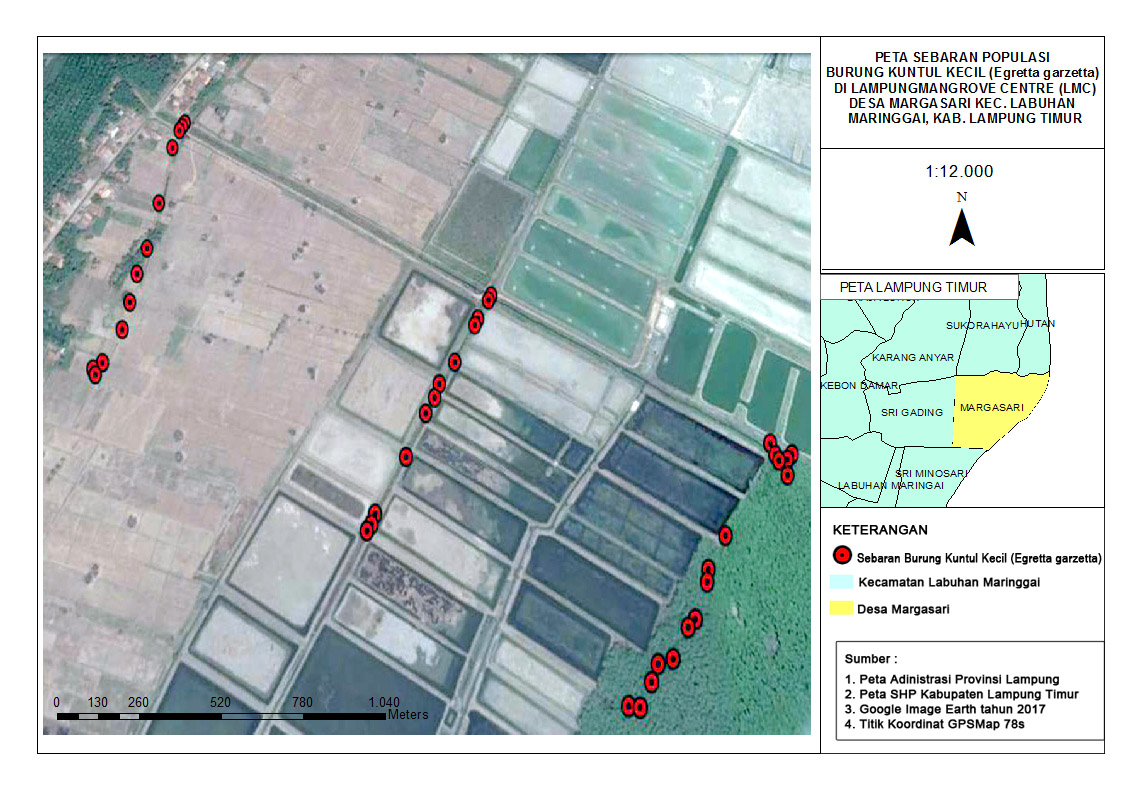 PETA SEBARAN POPULASI
BURUNG KUNTUL KECIL (Egretta garzetta)
DI LAMPUNGMANGROVE CENTRE (LMC)
DESA MARGASARI KEC. LABUHAN
MARINGGAI, KAB. LAMPUNG TIMUR
1:12.000
N
PETA LAMPUNG TIMUR
SUKORAHAYU HUTAN
KARANG ANYAR
KEBON DAMAR
MARGASARI
SRI GADING
SRI MINOSARI
LABUHAN MARINGAI
KETERANGAN
Sebaran Burung Kuntul Kecil (Egretta garzetta)
Kecamatan Labuhan Maringgai
Desa Margasari
Sumber :
1. Peta Adinistrasi Provinsi Lampung
2. Peta SHP Kabupaten Lampung Timur
3. Google Image Earth tahun 2017
4. Titik Koordinat GPSMap 78s
0 130 260 520 780 1.040
Meters